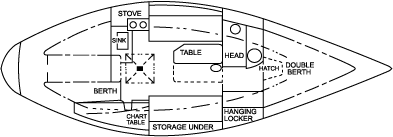 STOVE
SINK
TABLE
HEAD
HATCH
DOUBLE
BERTH
BERTH
CHART
TABLE
STORAGE UNDER
HANGING
LOCKER